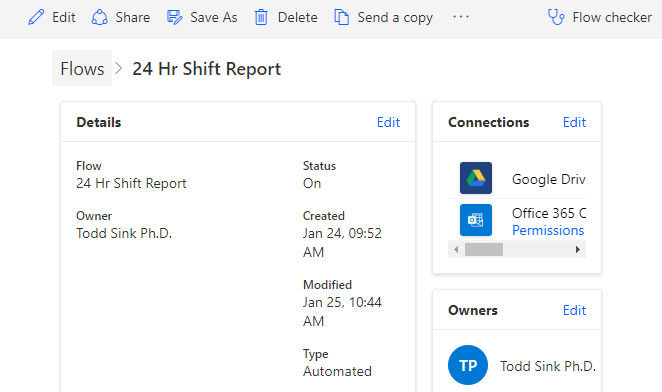 Edit Share Save As Delete Send a copy ... Flow checker
Flows > 24 Hr Shift Report
Details Edit
Flow
24 Hr Shift Report
Owner
Todd Sink Ph.D.
Status
On
Created
Jan 24, 09:52
AM
Modified
Jan 25, 10:44
AM
Type
Automated
Connections Edit
Google Driv
Office 365 O
Permissions
Owners Edit
TP Todd Sink Ph.D.